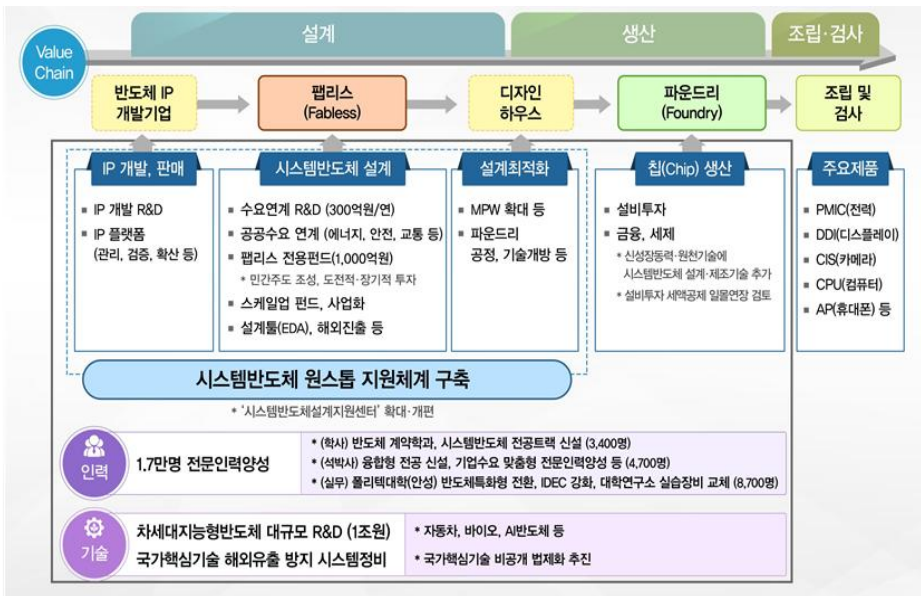 Value
Chain
설계
생산
조립·검사
반도체 IP
개발기업
팹리스
(Fabless)
디자인
하우스
파운드리
(Foundry)
조립 및
검사
IP 개발, 판매
▪ IP 개발 R&D
▪ IP 플랫폼
(관리, 검증, 확산 등)
시스템반도체 설계
▪ 수요연계 R&D (300억원/연)
▪ 공공수요 연계 (에너지, 안전, 교통 등)
▪ 팹리스 전용펀드(1,000억원)
* 민간주도 조성, 도전적·장기적 투자
▪ 스케일업 펀드, 사업화
▪ 설계툴(EDA), 해외진출 등
설계최적화
▪ MPW 확대 등
▪ 파운드리
공정, 기술개방 등
칩(Chip) 생산
▪ 설비투자
▪ 금융, 세제
* 신성장동력·원천기술에
시스템반도체 설계·제조기술 추가
* 설비투자 세액공제 일몰연장 검토
주요제품
▪ PMIC(전력)
▪ DDI(디스플레이)
▪ CIS(카메라)
▪ CPU(컴퓨터)
▪ AP(휴대폰) 등
시스템반도체 원스톱 지원체계 구축
* '시스템반도체설계지원센터' 확대·개편
인력
1.7만명 전문인력양성
* (학사) 반도체 계약학과, 시스템반도체 전공트랙 신설 (3,400명)
* (석박사) 융합형 전공 신설, 기업수요 맞춤형 전문인력양성 등 (4,700명)
* (실무) 폴리텍대학(안성) 반도체특화형 전환, IDEC 강화, 대학연구소 실습장비 교체 (8,700명)
기술
차세대지능형반도체 대규모 R&D (1조원)
국가핵심기술 해외유출 방지 시스템정비
* 자동차, 바이오, AI반도체 등
* 국가핵심기술 비공개 법제화 추진